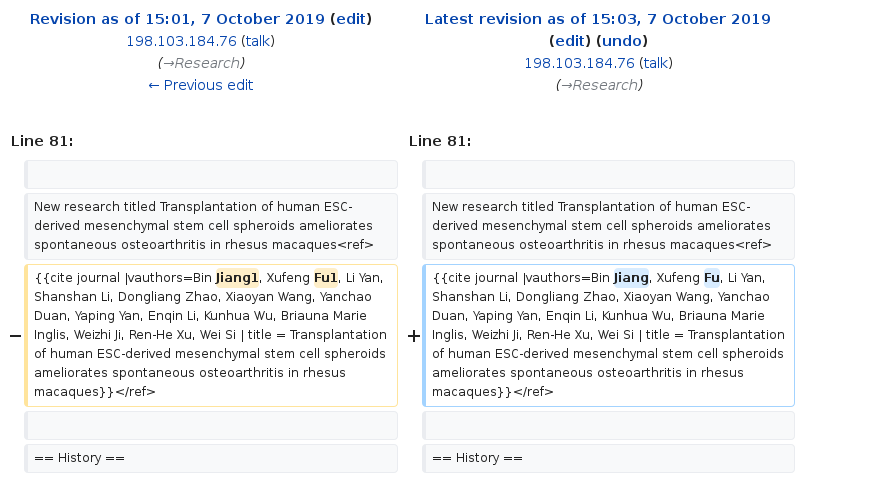 Revision as of 15:01, 7 October 2019 (edit)
198.103.184.76 (talk)
(→Research)
← Previous edit
Latest revision as of 15:03, 7 October 2019
(edit) (undo)
198.103.184.76 (talk)
(→Research)
Line 81:
Line 81:
New research titled Transplantation of human ESC-
derived mesenchymal stem cell spheroids ameliorates
spontaneous osteoarthritis in rhesus macaques<ref>
New research titled Transplantation of human ESC-
derived mesenchymal stem cell spheroids ameliorates
spontaneous osteoarthritis in rhesus macaques<ref>
−
{{cite journal |vauthors=Bin Jiang1, Xufeng Fu1, Li Yan,
Shanshan Li, Dongliang Zhao, Xiaoyan Wang, Yanchao
Duan, Yaping Yan, Enqin Li, Kunhua Wu, Briauna Marie
Inglis, Weizhi Ji, Ren-He Xu, Wei Si | title = Transplantation
of human ESC-derived mesenchymal stem cell spheroids
ameliorates spontaneous osteoarthritis in rhesus
macaques}}</ref>
+
{{cite journal |vauthors=Bin Jiang, Xufeng Fu, Li Yan,
Shanshan Li, Dongliang Zhao, Xiaoyan Wang, Yanchao
Duan, Yaping Yan, Enqin Li, Kunhua Wu, Briauna Marie
Inglis, Weizhi Ji, Ren-He Xu, Wei Si | title = Transplantation
of human ESC-derived mesenchymal stem cell spheroids
ameliorates spontaneous osteoarthritis in rhesus
macaques}}</ref>
== History ==
== History ==